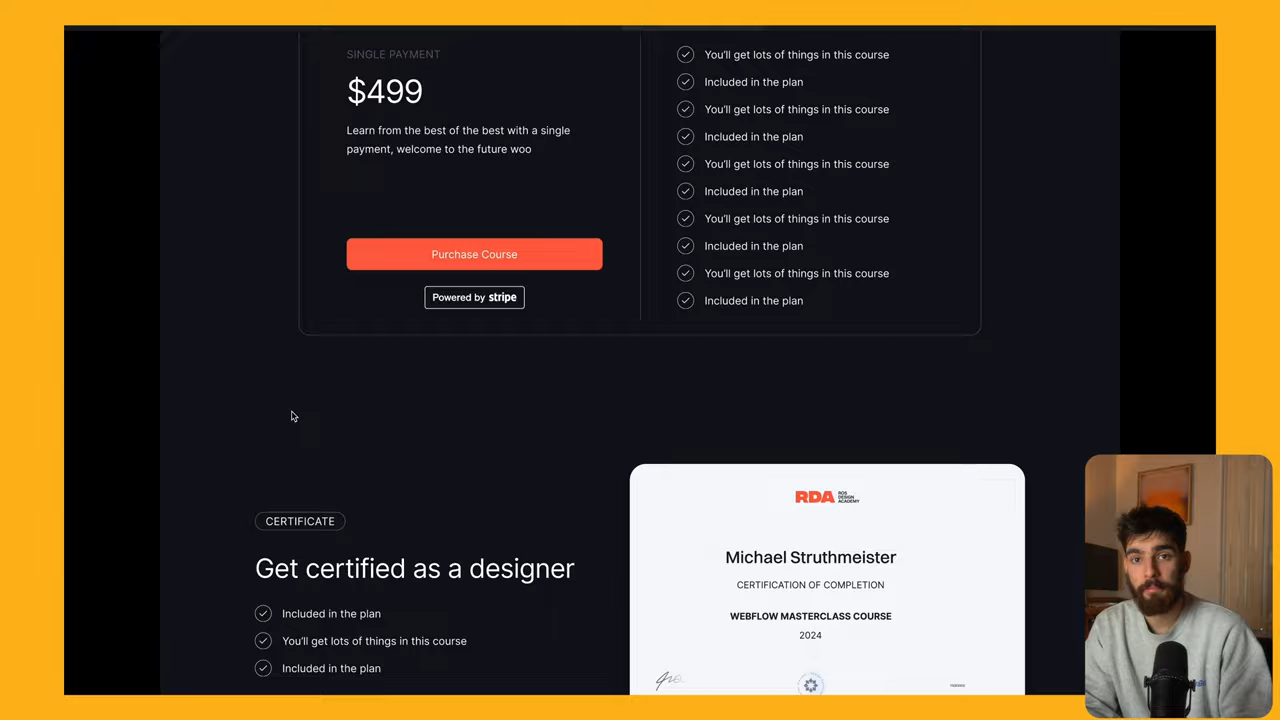 SINGLE PAYMENT
$499
Learn from the best of the best with a single
payment, welcome to the future woo
Purchase Course
Powered by stripe
You'll get lots of things in this course
Included in the plan
You'll get lots of things in this course
Included in the plan
You'll get lots of things in this course
Included in the plan
You'll get lots of things in this course
Included in the plan
You'll get lots of things in this course
Included in the plan
CERTIFICATE
Get certified as a designer
Included in the plan
You'll get lots of things in this course
Included in the plan
RDA
ROS
DESIGN
ACADEMY
Michael Struthmeister
CERTIFICATION OF COMPLETION
WEBFLOW MASTERCLASS COURSE
2024